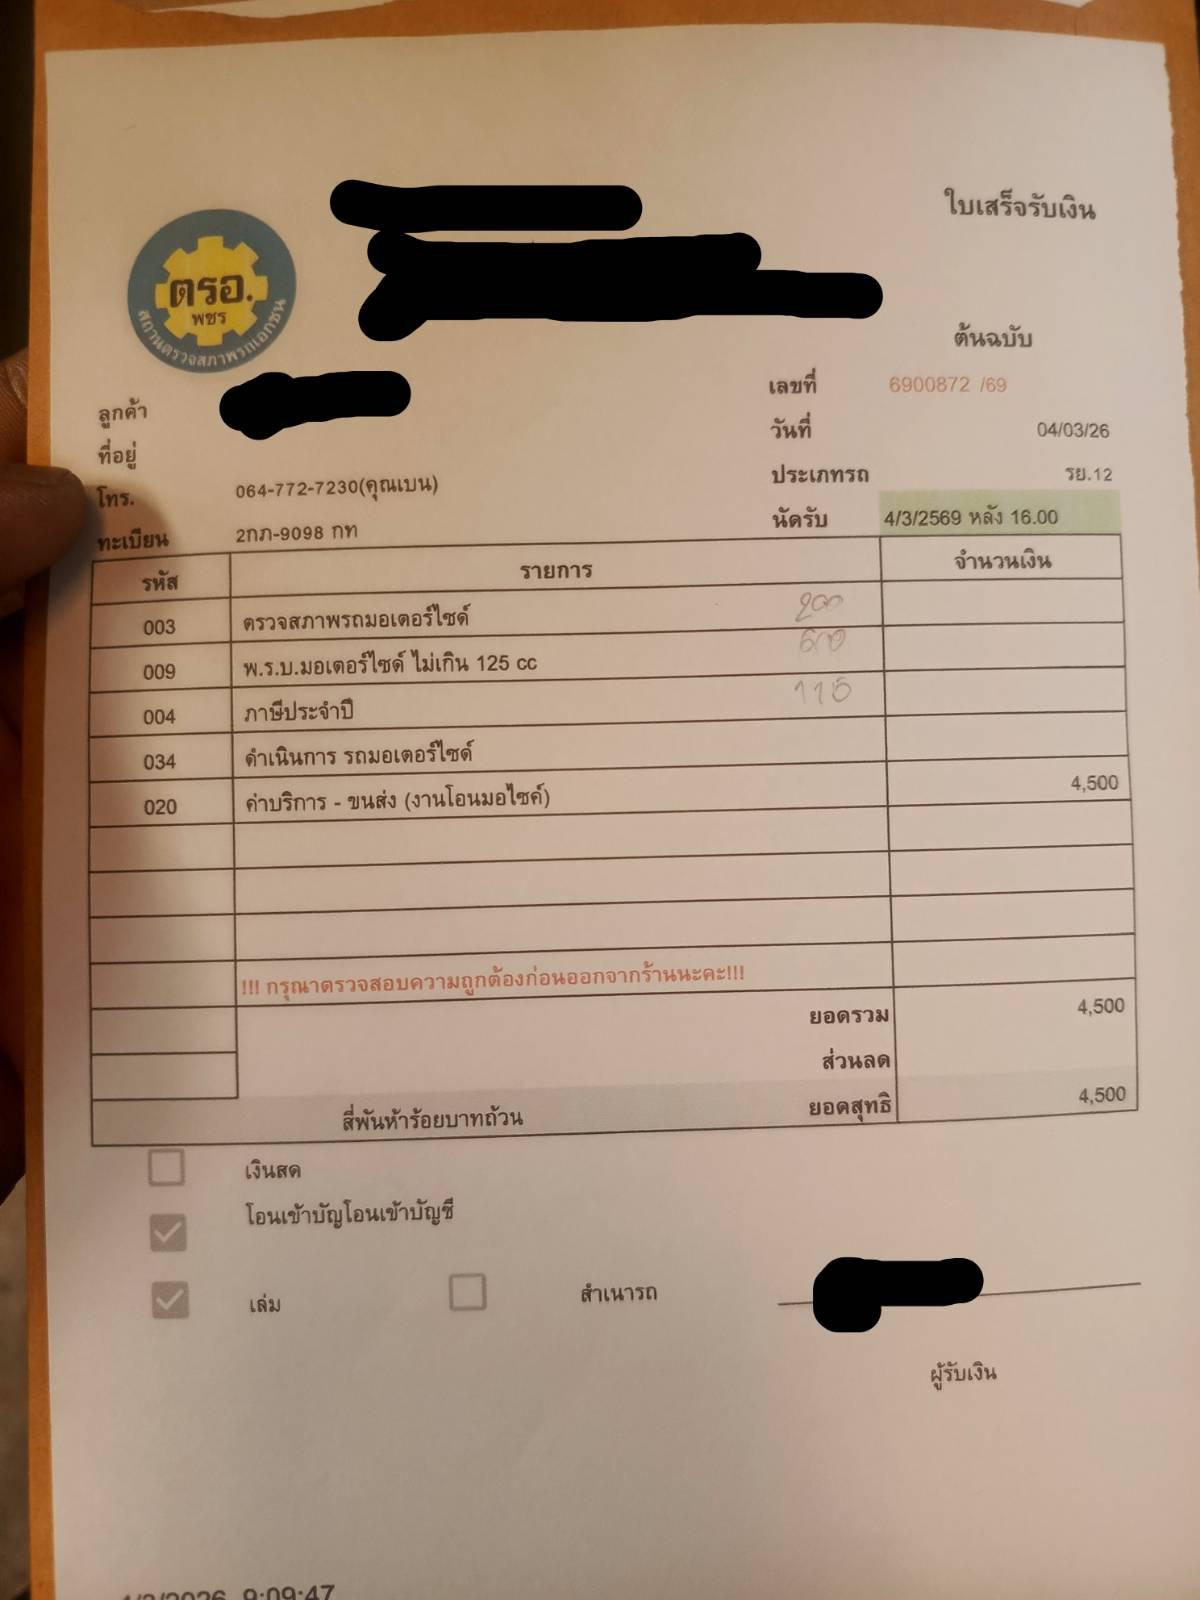 ใบเสร็จรับเงิน
ตรอ.
พชร
สถานตรวจสภาพรถเอกชน
ต้นฉบับ
ลูกค้า
เลขที่ 6900872 /69
ที่อยู่
วันที่ 04/03/26
โทร. 064-772-7230(คุณเบน)
ประเภทรถ รย.12
ทะเบียน 2กภ-9098 กท
นัดรับ 4/3/2569 หลัง 16.00
รหัส รายการ จำนวนเงิน
003 ตรวจสภาพรถมอเตอร์ไซด์ 200
009 พ.ร.บ.มอเตอร์ไซด์ ไม่เกิน 125 cc
004 ภาษีประจำปี 115
034 ดำเนินการ รถมอเตอร์ไซด์
020 ค่าบริการ - ขนส่ง (งานโอนมอไซค์) 4,500
!!! กรุณาตรวจสอบความถูกต้องก่อนออกจากร้านนะคะ!!!
ยอดรวม 4,500
ส่วนลด
สี่พันห้าร้อยบาทถ้วน ยอดสุทธิ 4,500
เงินสด
โอนเข้าบัญโอนเข้าบัญชี
เล่ม สำเนารถ
ผู้รับเงิน
9:09:47